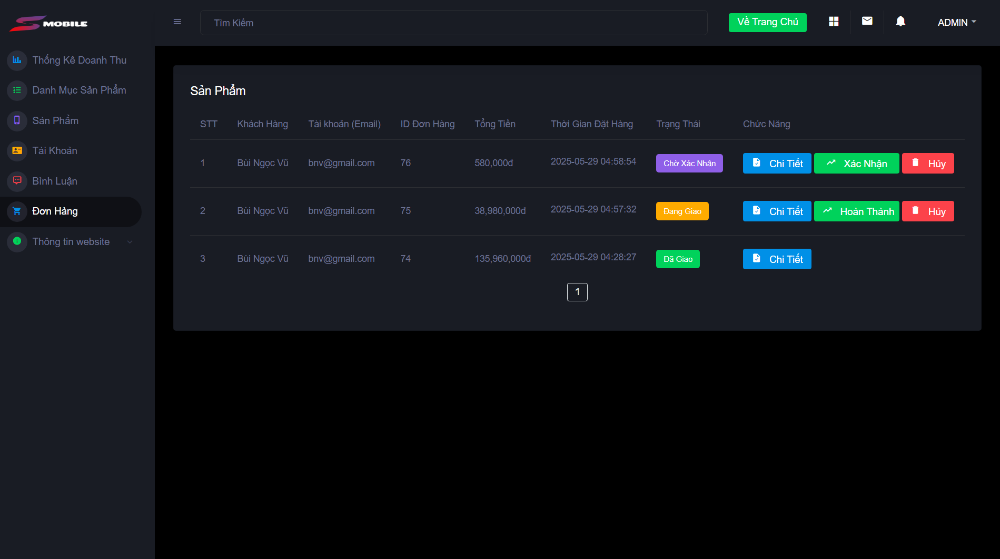 MOBILE
Tìm Kiếm
Về Trang Chủ
ADMIN
Thống Kê Doanh Thu
Danh Mục Sản Phẩm
Sản Phẩm
Tài Khoản
Bình Luận
Đơn Hàng
Thông tin website
Sản Phẩm
STT Khách Hàng Tài khoản (Email) ID Đơn Hàng Tổng Tiền Thời Gian Đặt Hàng Trạng Thái Chức Năng
1 Bùi Ngọc Vũ bnv@gmail.com 76 580,000đ 2025-05-29 04:58:54 Chờ Xác Nhận Chi Tiết Xác Nhận Hủy
2 Bùi Ngọc Vũ bnv@gmail.com 75 38,980,000đ 2025-05-29 04:57:32 Đang Giao Chi Tiết Hoàn Thành Hủy
3 Bùi Ngọc Vũ bnv@gmail.com 74 135,960,000đ 2025-05-29 04:28:27 Đã Giao Chi Tiết
1